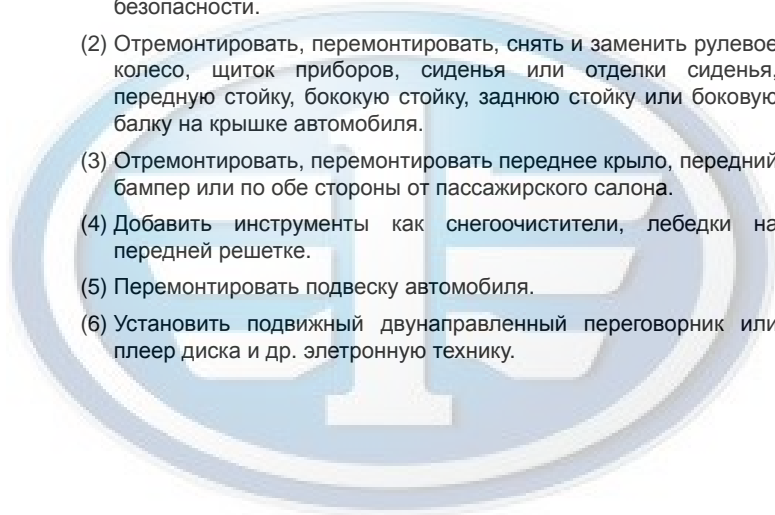 безопасности.
(2) Отремонтировать, перемонтировать, снять и заменить рулевое
колесо, щиток приборов, сиденья или отделки сиденья,
передную стойку, бококую стойку, заднюю стойку или боковую
балку на крышке автомобиля.
(3) Отремонтировать, перемонтировать переднее крыло, передний
бампер или по обе стороны от пассажирского салона.
(4) Добавить инструменты как снегоочистители, лебедки на
передней решетке.
(5) Перемонтировать подвеску автомобиля.
(6) Установить подвижный двунаправленный переговорник или
плеер диска и др. элетронную технику.